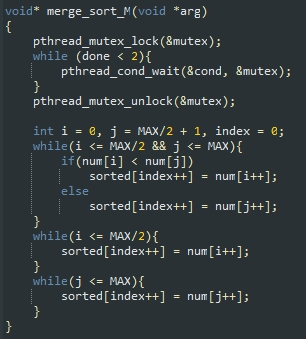 void* merge_sort_M(void *arg)
{
    pthread_mutex_lock(&mutex);
    while (done < 2){
        pthread_cond_wait(&cond, &mutex);
    }
    pthread_mutex_unlock(&mutex);

    int i = 0, j = MAX/2 + 1, index = 0;
    while(i <= MAX/2 && j <= MAX){
        if(num[i] < num[j])
            sorted[index++] = num[i++];
        else
            sorted[index++] = num[j++];
    }
    while(i <= MAX/2){
        sorted[index++] = num[i++];
    }
    while(j <= MAX){
        sorted[index++] = num[j++];
    }
}